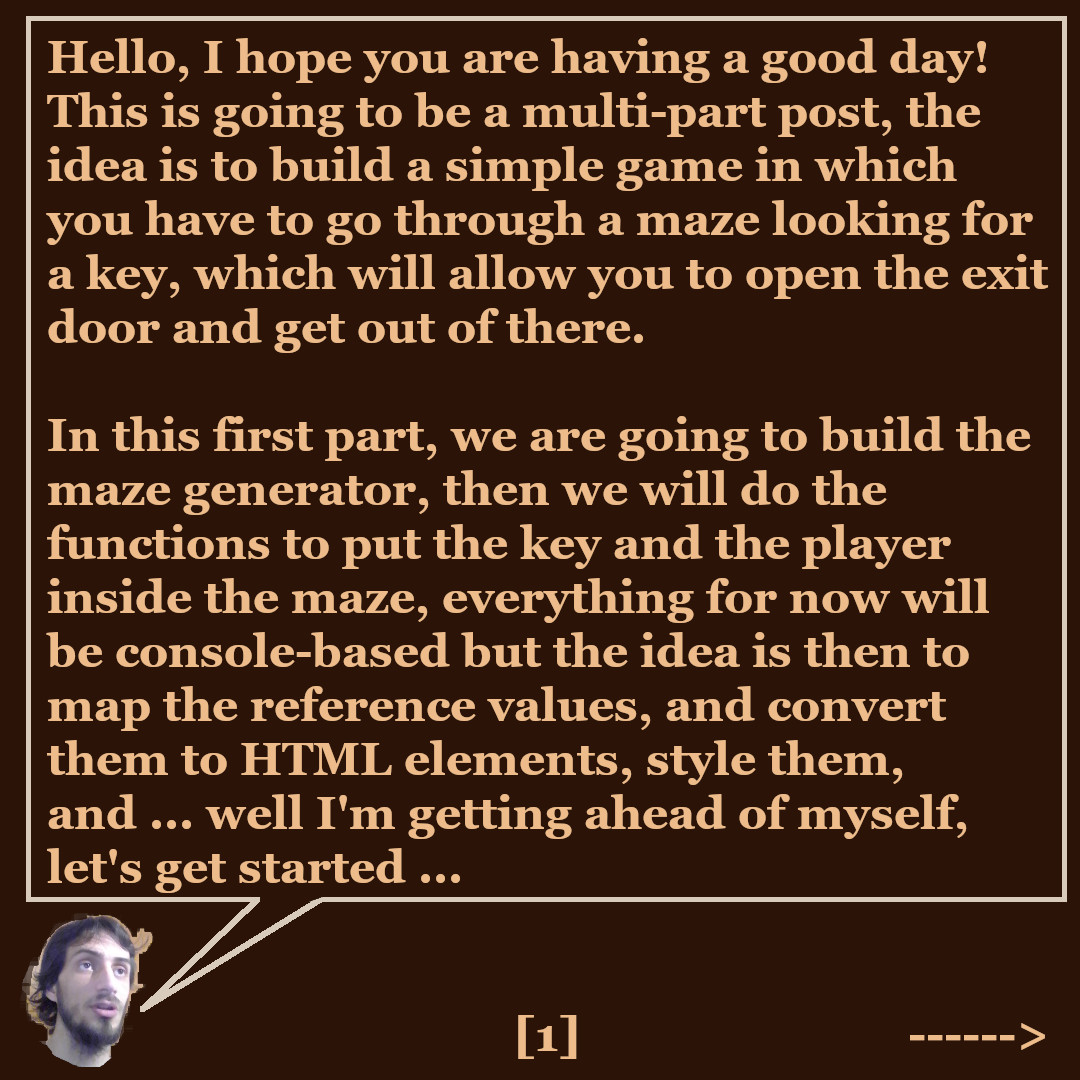 Hello, I hope you are having a good day!
This is going to be a multi-part post, the
idea is to build a simple game in which
you have to go through a maze looking for
a key, which will allow you to open the exit
door and get out of there.
In this first part, we are going to build the
maze generator, then we will do the
functions to put the key and the player
inside the maze, everything for now will
be console-based but the idea is then to
map the reference values, and convert
them to HTML elements, style them,
and ... well I'm getting ahead of myself,
let's get started ...
[1]
------>